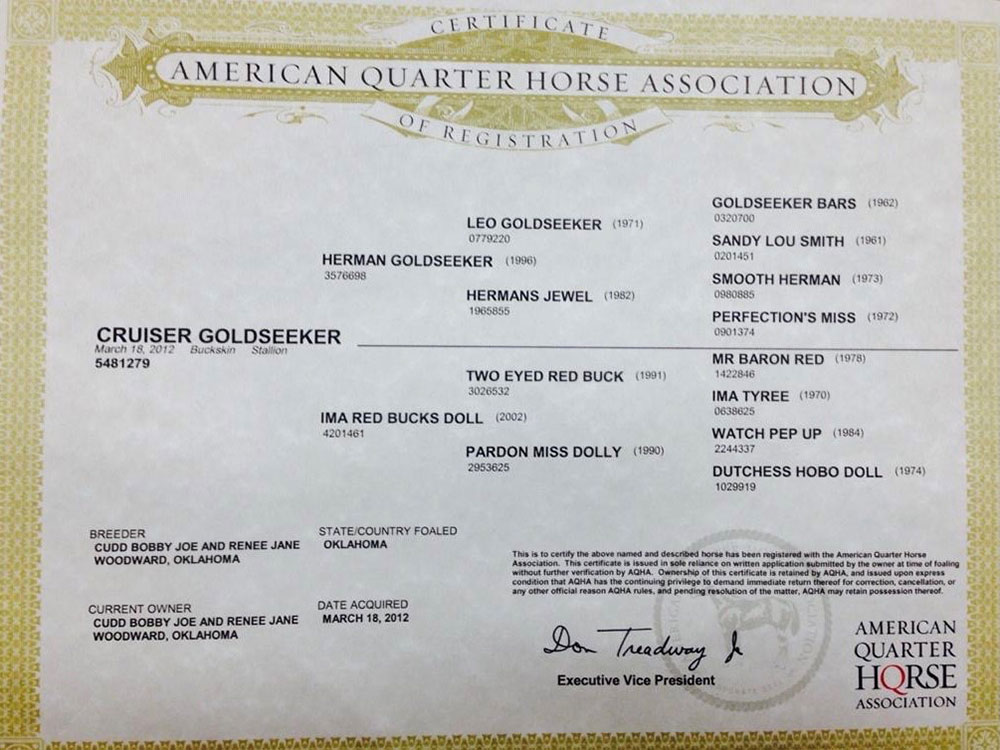 CERTIFICATE
AMERICAN QUARTER HORSE ASSOCIATION
OF REGISTRATION
GOLDSEEKER BARS (1962)
0320700
LEO GOLDSEEKER (1971)
0779220
SANDY LOU SMITH (1961)
0201451
HERMAN GOLDSEEKER (1996)
3576698
SMOOTH HERMAN (1973)
0980885
HERMANS JEWEL (1982)
1965855
PERFECTION'S MISS (1972)
0901374
CRUISER GOLDSEEKER
March 18, 2012 Buckskin Stallion
5481279
MR BARON RED (1978)
1422846
TWO EYED RED BUCK (1991)
3026532
IMA TYREE (1970)
0638625
IMA RED BUCKS DOLL (2002)
4201461
WATCH PEP UP (1984)
2244337
PARDON MISS DOLLY (1990)
2953625
DUTCHESS HOBO DOLL (1974)
1029919
BREEDER
CUDD BOBBY JOE AND RENEE JANE
WOODWARD, OKLAHOMA
STATE/COUNTRY FOALED
OKLAHOMA
CURRENT OWNER
CUDD BOBBY JOE AND RENEE JANE
WOODWARD, OKLAHOMA
DATE ACQUIRED
MARCH 18, 2012
This is to certify the above named and described horse has been registered with the American Quarter Horse
Association. This certificate is issued in sole reliance on written application submitted by the owner at time of foaling
without further verification by AQHA. Ownership of this certificate is retained by AQHA, and issued upon express
condition that AQHA has the continuing privilege to demand immediate return thereof for correction, cancellation, or
any other official reason AQHA rules, and pending resolution of the matter, AQHA may retain possession thereof.
Don Treadway Jr
Executive Vice President
AMERICAN
QUARTER
HORSE
ASSOCIATION